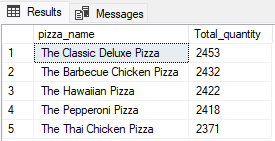 Results Messages
pizza_name Total_quantity
1 The Classic Deluxe Pizza 2453
2 The Barbecue Chicken Pizza 2432
3 The Hawaiian Pizza 2422
4 The Pepperoni Pizza 2418
5 The Thai Chicken Pizza 2371